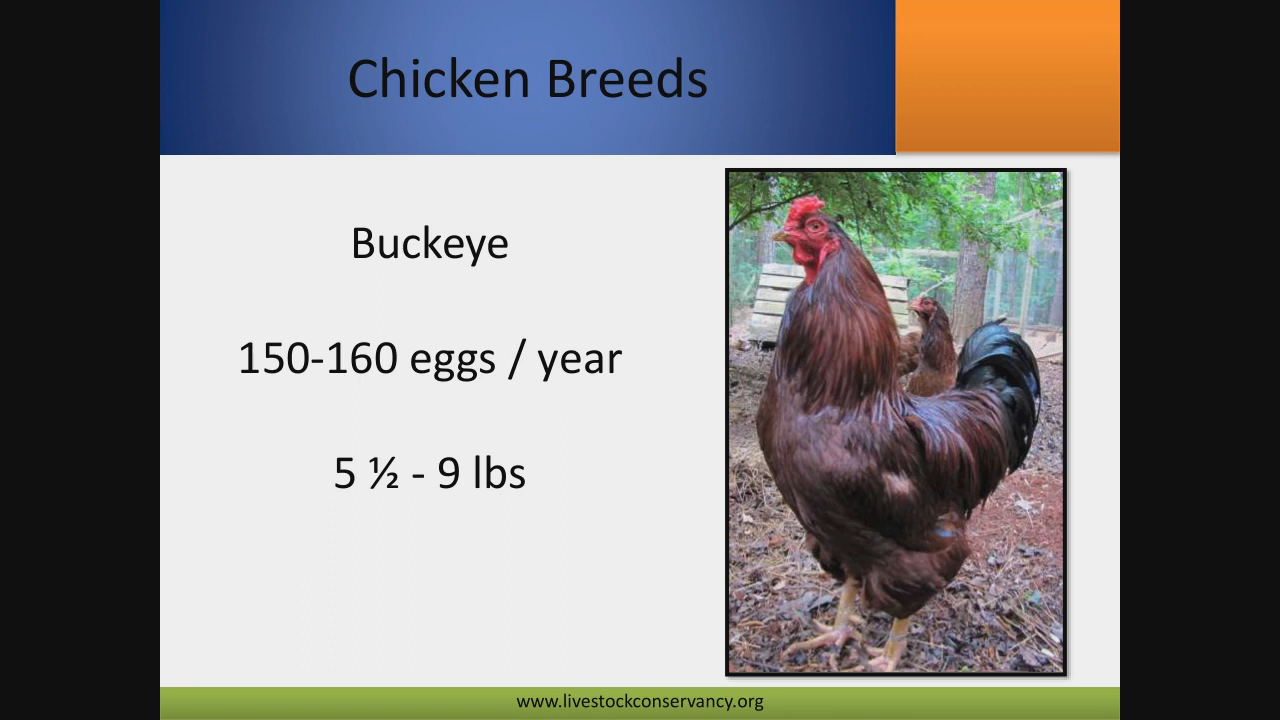 Chicken Breeds
Buckeye
150-160 eggs / year
5 ½ - 9 lbs
www.livestockconservancy.org